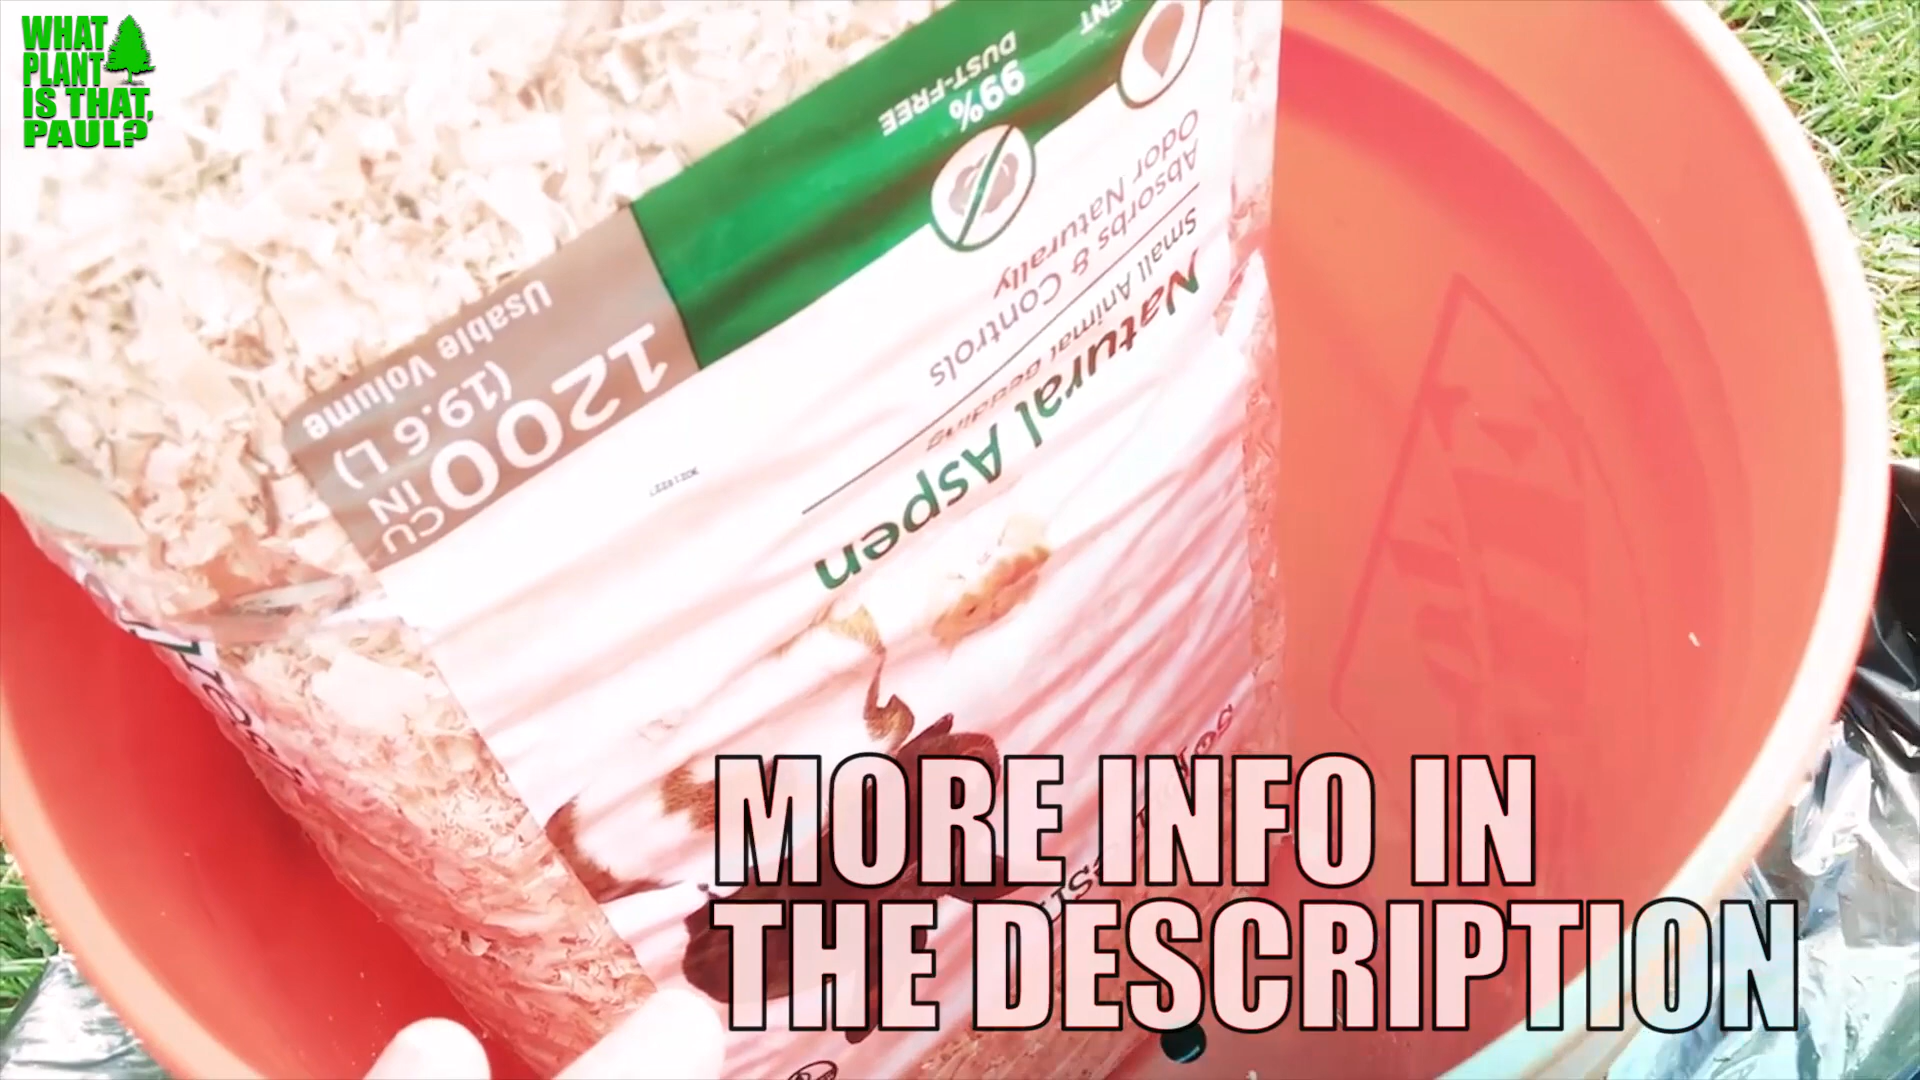 WHAT
PLANT
IS THAT,
PAUL?
99%
DUST-FREE
Absorbs & Controls
Odor Naturally
Natural Aspen
Small Animal Bedding
1200
CU
IN
(19.6 L)
Usable Volume
MORE INFO IN
THE DESCRIPTION